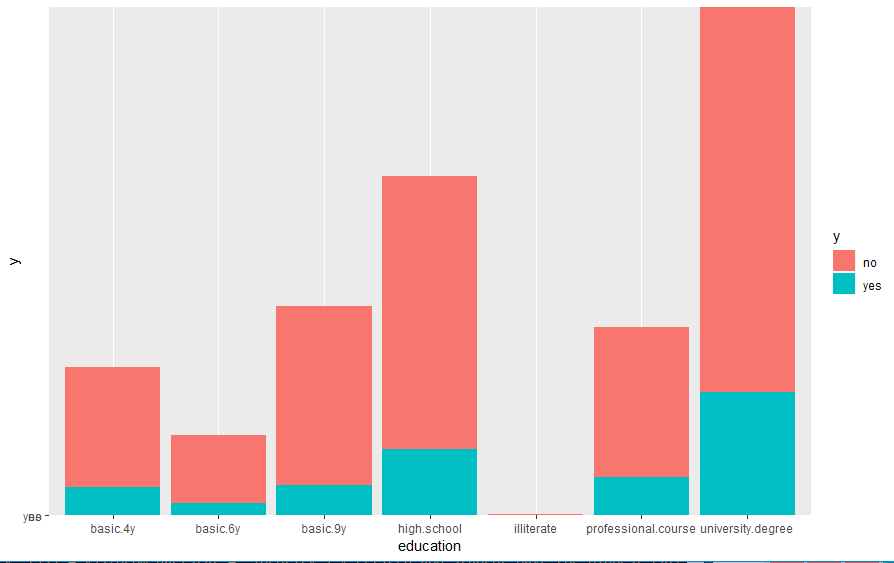 y
basic.4y
basic.6y
basic.9y
high.school
illiterate
professional.course
university.degree
education
y
no
yes